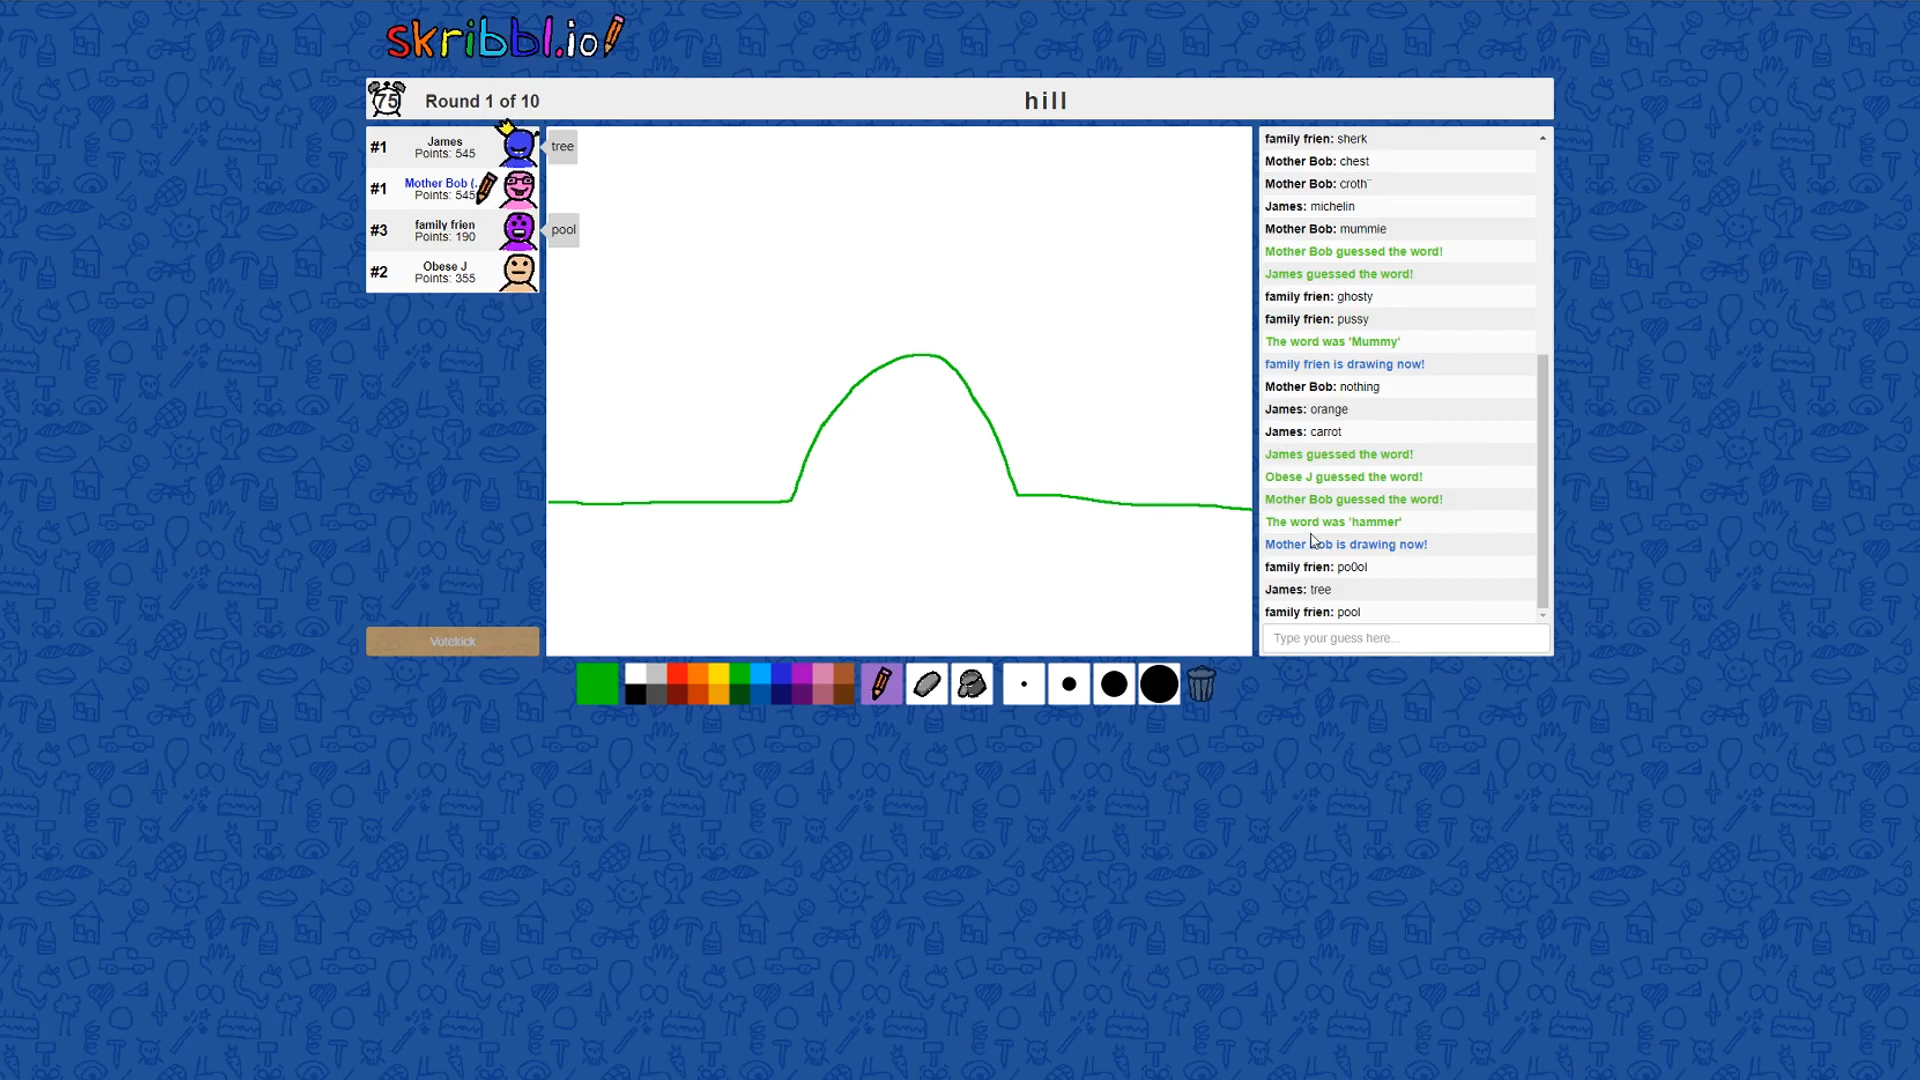 skribbl.io
75
Round 1 of 10
hill
#1
James
Points: 545
tree
#1
Mother Bob (.
Points: 545
#3
family frien
Points: 190
pool
#2
Obese J
Points: 355
Votekick
family frien: sherk
Mother Bob: chest
Mother Bob: croth¨
James: michelin
Mother Bob: mummie
Mother Bob guessed the word!
James guessed the word!
family frien: ghosty
family frien: pussy
The word was 'Mummy'
family frien is drawing now!
Mother Bob: nothing
James: orange
James: carrot
James guessed the word!
Obese J guessed the word!
Mother Bob guessed the word!
The word was 'hammer'
Mother Bob is drawing now!
family frien: po0ol
James: tree
family frien: pool
Type your guess here...